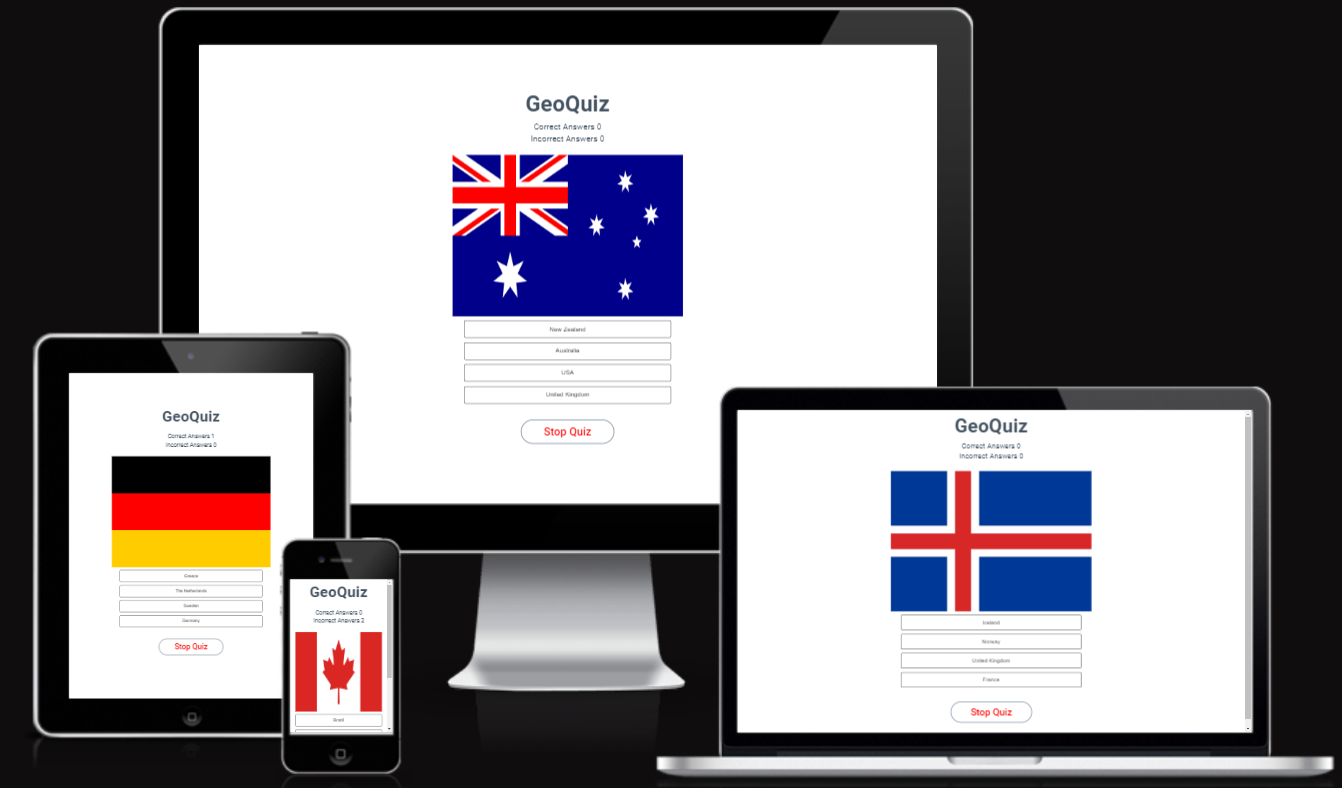 GeoQuiz
Correct Answers 0
Incorrect Answers 0
New Zealand
Australia
USA
United Kingdom
Stop Quiz
GeoQuiz
Correct Answers 1
Incorrect Answers 0
Greece
The Netherlands
Sweden
Germany
Stop Quiz
GeoQuiz
Correct Answers 0
Incorrect Answers 2
Brazil
GeoQuiz
Correct Answers 0
Incorrect Answers 0
Iceland
Norway
United Kingdom
France
Stop Quiz